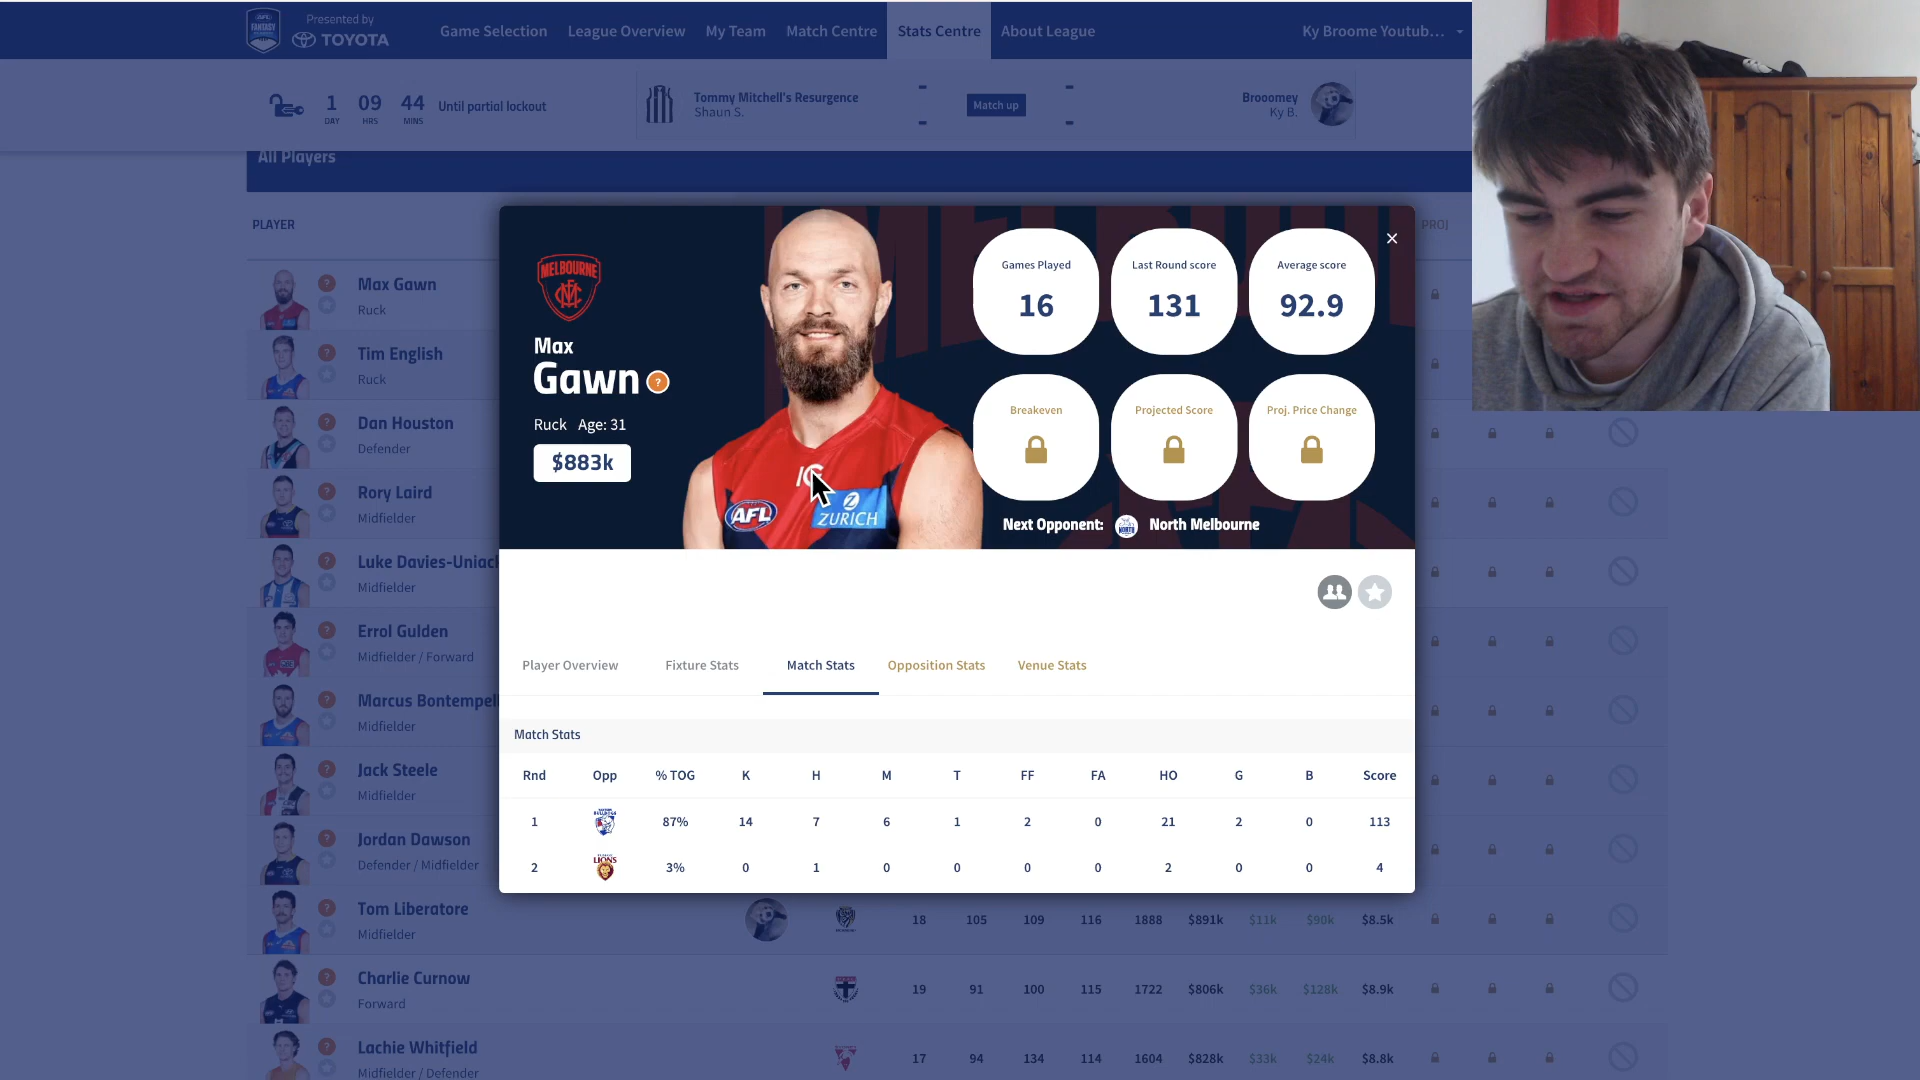 Presented by
AFL FANTASY
TOYOTA
Game Selection League Overview My Team Match Centre Stats Centre About League
Ky Broome Youtub...
1 DAY 09 HRS 44 MINS Until partial lockout
Tommy Mitchell's Resurgence
Shaun S.
- -
Match up
- -
Brooomey
Ky B.
All Players
PLAYER PROJ
Max Gawn
Ruck
Tim English
Ruck
Dan Houston
Defender
Rory Laird
Midfielder
Luke Davies-Uniack
Midfielder
Errol Gulden
Midfielder / Forward
Marcus Bontempell
Midfielder
Jack Steele
Midfielder
Jordan Dawson
Defender / Midfielder
Tom Liberatore
Midfielder
18 105 109 116 1888 $891k $11k $90k $8.5k
Charlie Curnow
Forward
19 91 100 115 1722 $806k $36k $128k $8.9k
Lachie Whitfield
Midfielder / Defender
17 94 134 114 1604 $828k $33k $24k $8.8k
MELBOURNE
MFC
Max
Gawn ?
Ruck Age: 31
$883k
AFL
Z
ZURICH
Games Played
16
Last Round score
131
Average score
92.9
Breakeven
Projected Score
Proj. Price Change
Next Opponent: North Melbourne
Player Overview Fixture Stats Match Stats Opposition Stats Venue Stats
Match Stats
Rnd Opp % TOG K H M T FF FA HO G B Score
1 87% 14 7 6 1 2 0 21 2 0 113
2 LIONS 3% 0 1 0 0 0 0 2 0 0 4